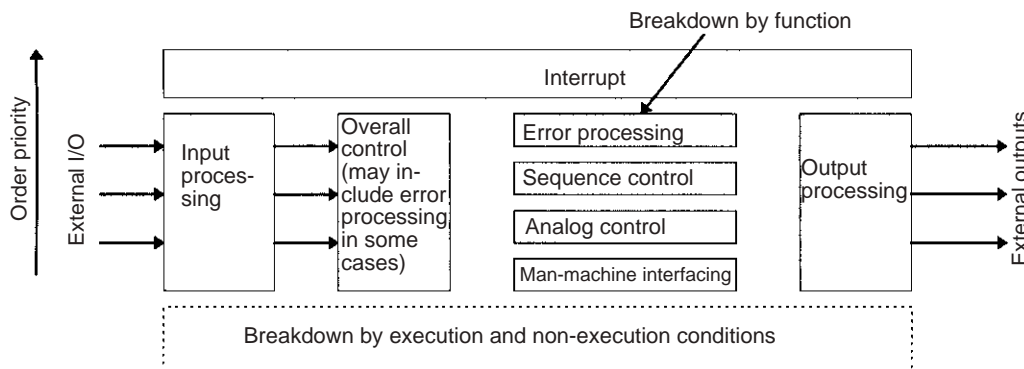 Breakdown by function
Interrupt
Order priority
External I/O
Input
proces-
sing
Overall
control
(may in-
clude error
processing
in some
cases)
Error processing
Sequence control
Analog control
Man-machine interfacing
Output
processing
External outputs
Breakdown by execution and non-execution conditions